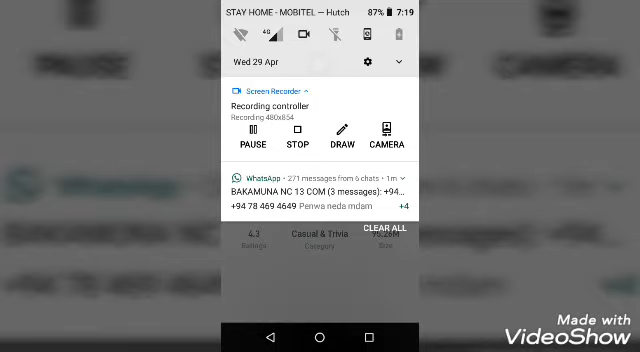 STAY HOME - MOBITEL — Hutch 87% 7:19
4G
Wed 29 Apr
Screen Recorder
Recording controller
Recording 480x854
PAUSE STOP DRAW CAMERA
WhatsApp • 271 messages from 6 chats • 1m
BAKAMUNA NC 13 COM (3 messages): +94...
+94 78 469 4649 Penwa neda mdam +4
CLEAR ALL
4.3 Casual & Trivia
Ratings Category Size
Made with
VideoShow